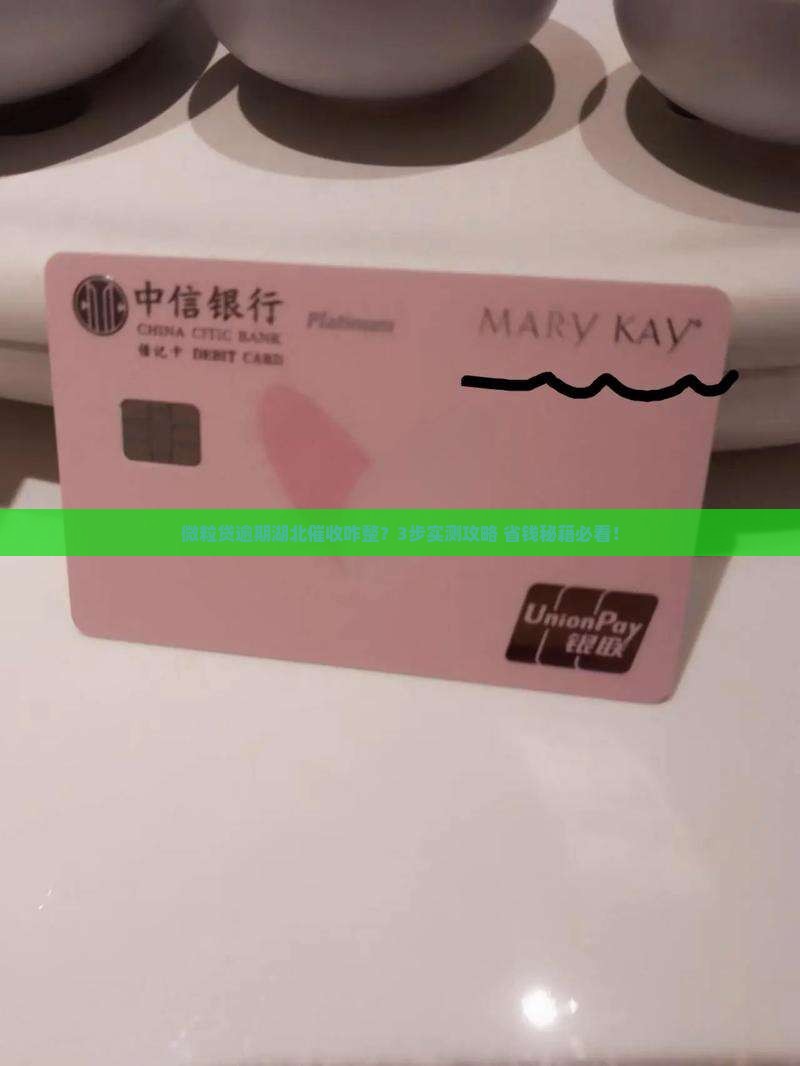 中信银行
CHINA CITIC BANK
借记卡 DEBIT CARD
Platinum
MARY KAY®
微粒贷逾期湖北催收咋整？3步实测攻略 省钱秘籍必看！
UnionPay
银联